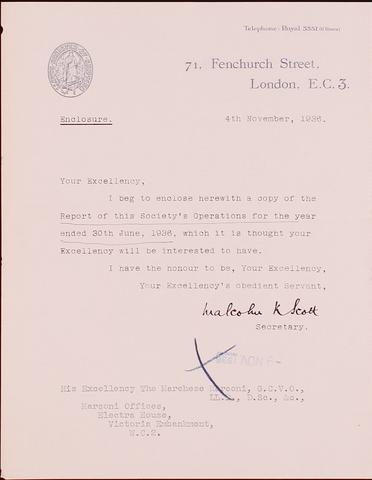 Telephone: Royal 5551 (6 lines)
71, Fenchurch Street,
London, E.C.3.
Enclosure.
4th November, 1936.
Your Excellency,
I beg to enclose herewith a copy of the
Report of this Society's Operations for the year
ended 30th June, 1936, which it is thought your
Excellency will be interested to have.
I have the honour to be, Your Excellency,
Your Excellency's obedient Servant,
Malcolm K Scott
Secretary.
His Excellency The Marchese Marconi, G.C.V.O.,
LL.D., D.Sc., &c.,
Marconi Offices,
Electra House,
Victoria Embankment,
W.C.2.